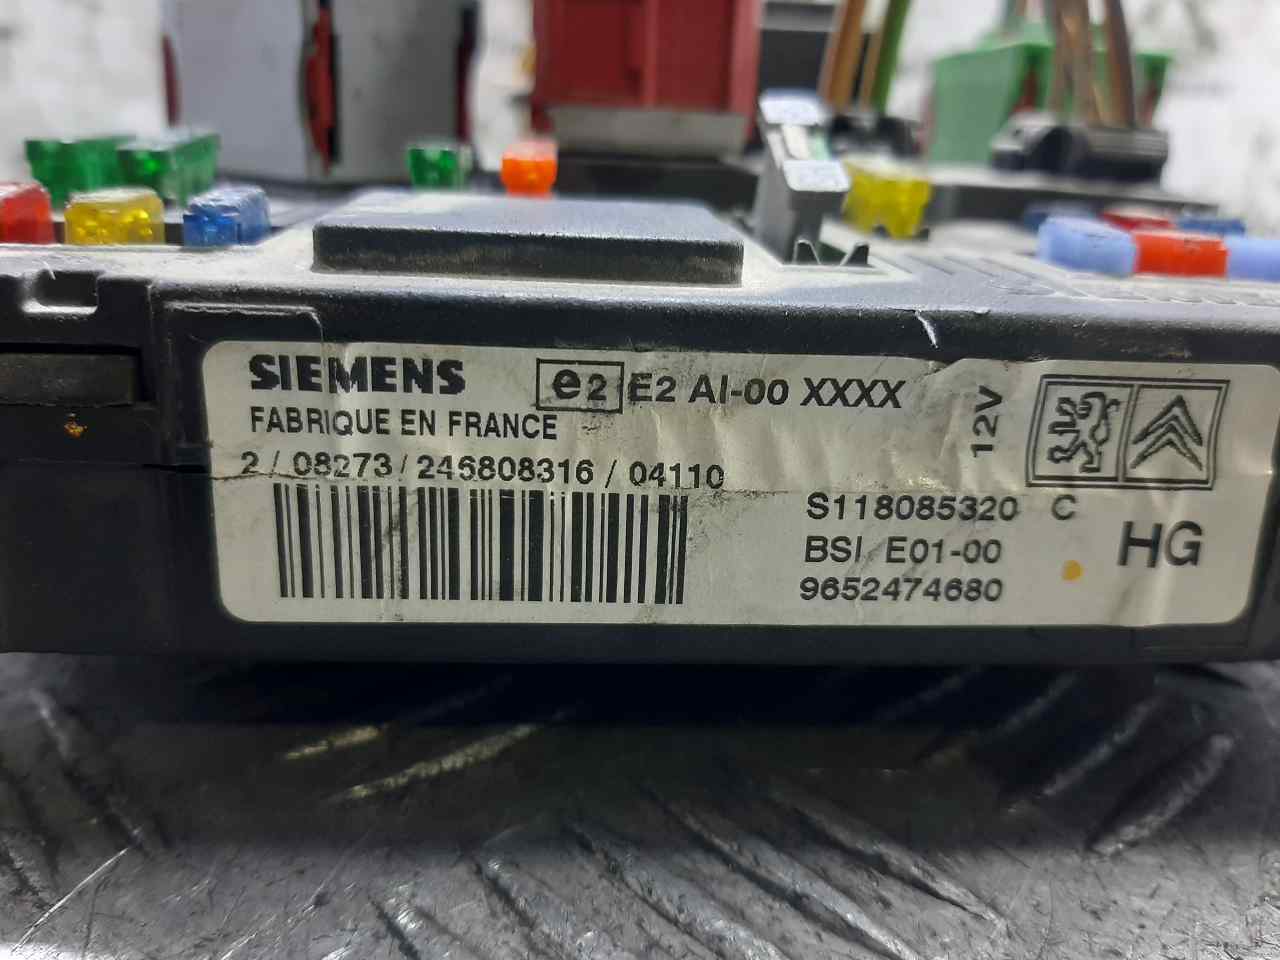 SIEMENS e2 E2 AI-00 XXXX
FABRIQUE EN FRANCE
12V
2/08273/246808316/04110
S118085320 C
BSI E01-00
HG
9652474680